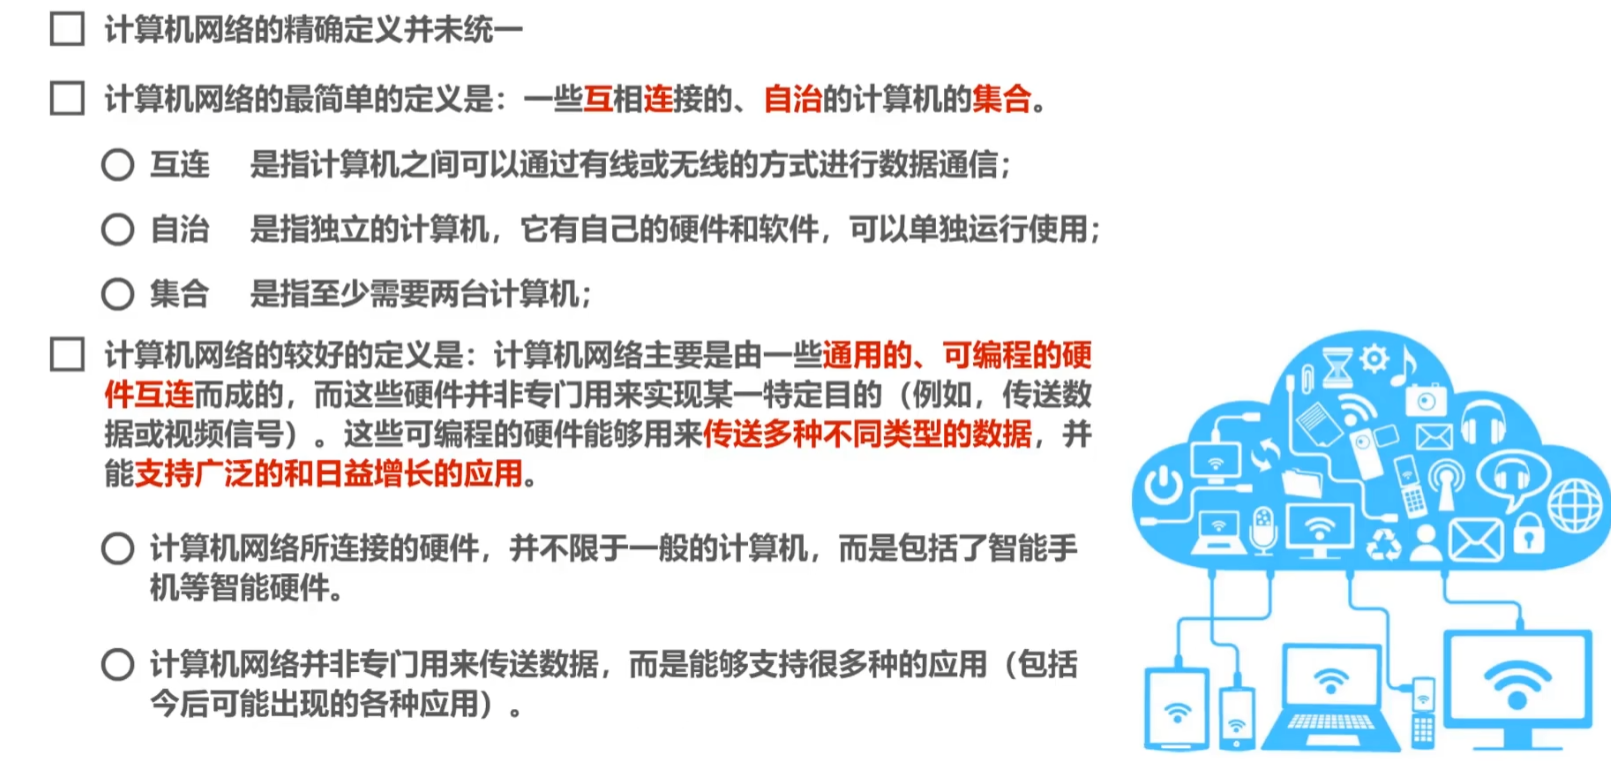 计算机网络的精确定义并未统一
计算机网络的最简单的定义是：一些互相连接的、自治的计算机的集合。
互连 是指计算机之间可以通过有线或无线的方式进行数据通信；
自治 是指独立的计算机，它有自己的硬件和软件，可以单独运行使用；
集合 是指至少需要两台计算机；
计算机网络的较好的定义是：计算机网络主要是由一些通用的、可编程的硬
件互连而成的，而这些硬件并非专门用来实现某一特定目的（例如，传送数
据或视频信号）。这些可编程的硬件能够用来传送多种不同类型的数据，并
能支持广泛的和日益增长的应用。
计算机网络所连接的硬件，并不限于一般的计算机，而是包括了智能手
机等智能硬件。
计算机网络并非专门用来传送数据，而是能够支持很多种的应用（包括
今后可能出现的各种应用）。